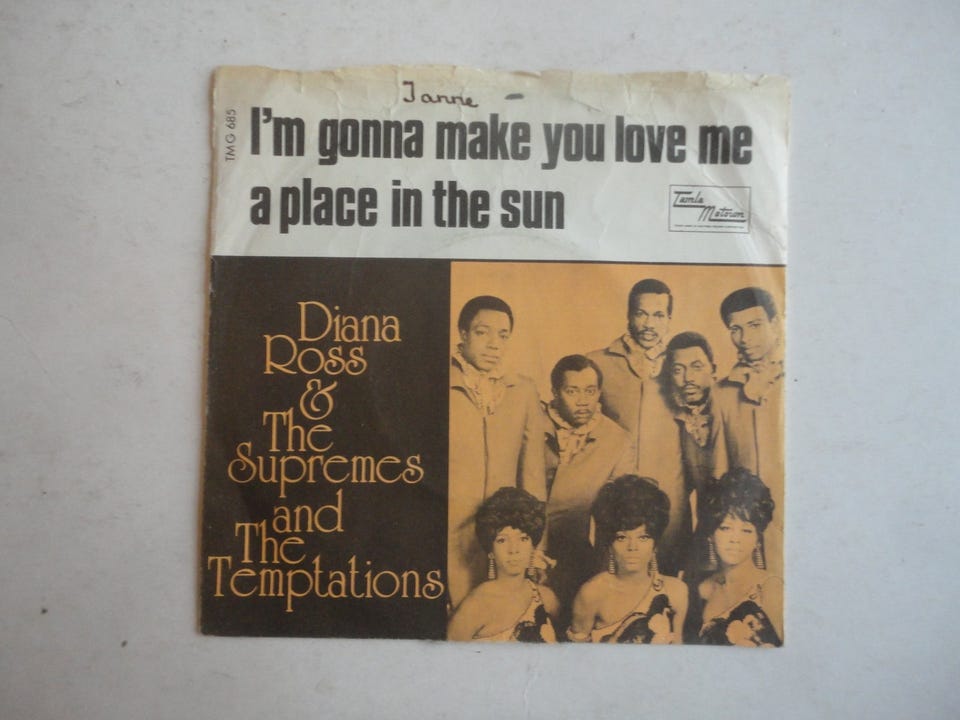 Janne
TMG 685
I'm gonna make you love me
a place in the sun
Tamla
Motown
Diana
Ross
&
The
Supremes
and
The
Temptations